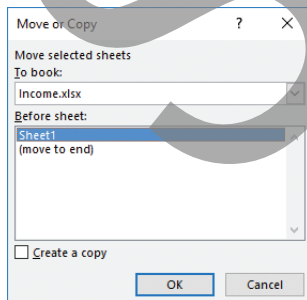 Move or Copy ? ×
Move selected sheets
To book:
Income.xlsx
Before sheet:
Sheet1
(move to end)
Create a copy
OK Cancel